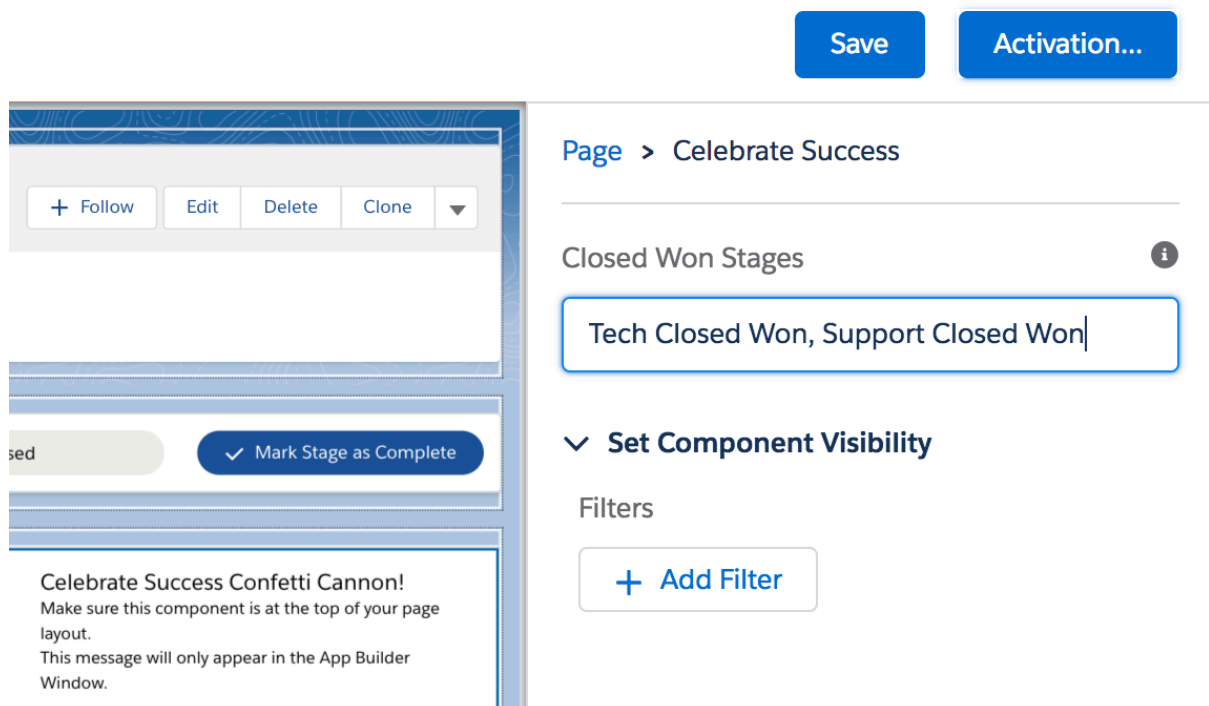 Save
Activation...
Page > Celebrate Success
+ Follow
Edit
Delete
Clone
Closed Won Stages
Tech Closed Won, Support Closed Won
sed
Mark Stage as Complete
Set Component Visibility
Filters
+ Add Filter
Celebrate Success Confetti Cannon!
Make sure this component is at the top of your page
layout.
This message will only appear in the App Builder
Window.